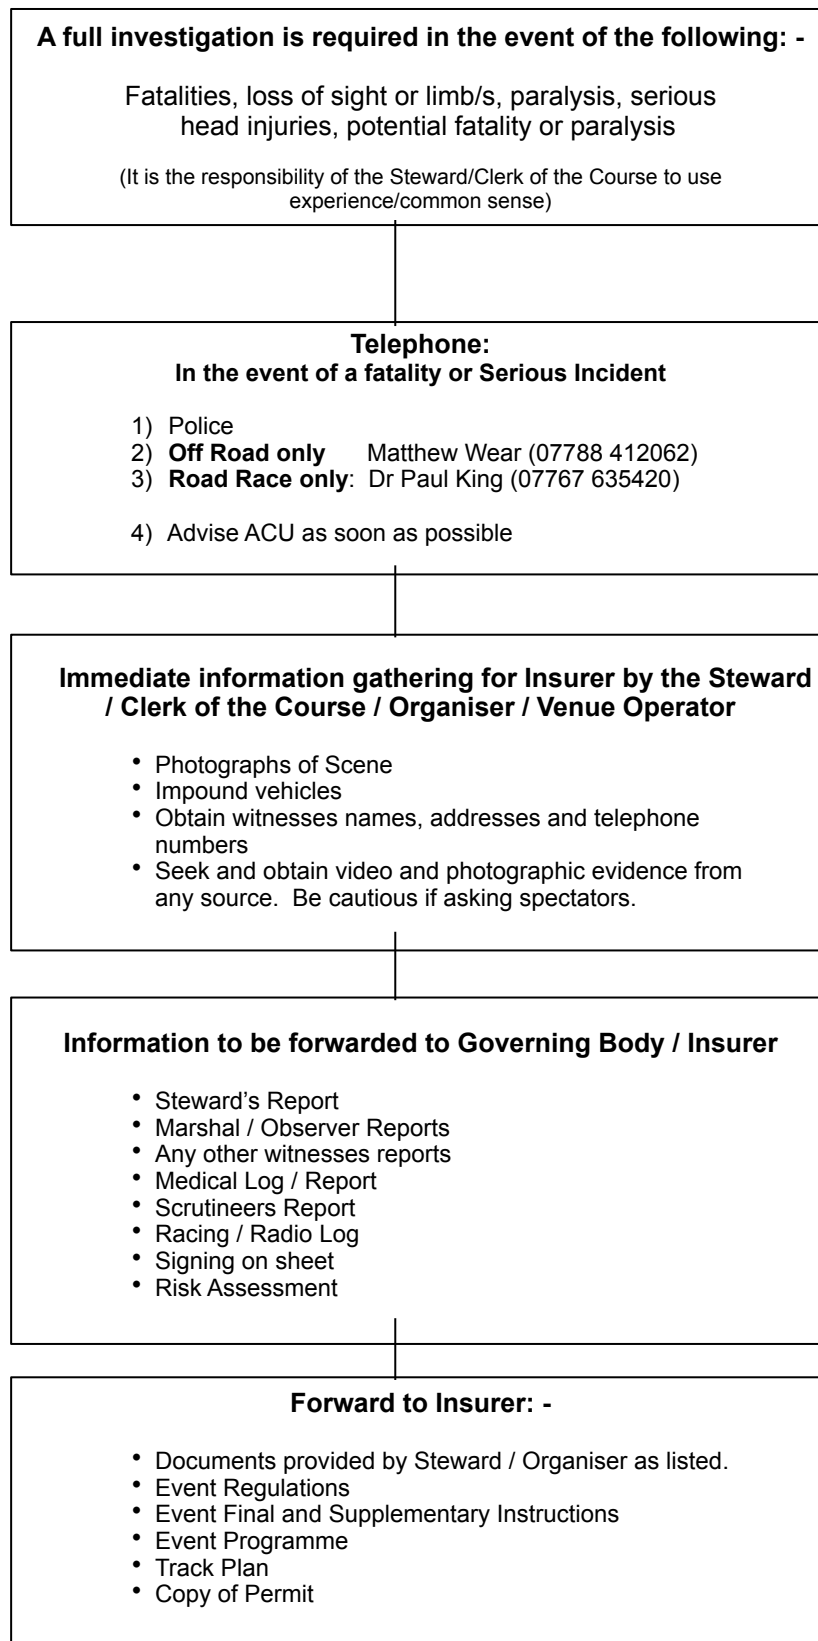 A full investigation is required in the event of the following: -
Fatalities, loss of sight or limb/s, paralysis, serious
head injuries, potential fatality or paralysis
(It is the responsibility of the Steward/Clerk of the Course to use
experience/common sense)
Telephone:
In the event of a fatality or Serious Incident
1) Police
2) Off Road only Matthew Wear (07788 412062)
3) Road Race only: Dr Paul King (07767 635420)
4) Advise ACU as soon as possible
Immediate information gathering for Insurer by the Steward
/ Clerk of the Course / Organiser / Venue Operator
• Photographs of Scene
• Impound vehicles
• Obtain witnesses names, addresses and telephone
numbers
• Seek and obtain video and photographic evidence from
any source. Be cautious if asking spectators.
Information to be forwarded to Governing Body / Insurer
• Steward’s Report
• Marshal / Observer Reports
• Any other witnesses reports
• Medical Log / Report
• Scrutineers Report
• Racing / Radio Log
• Signing on sheet
• Risk Assessment
Forward to Insurer: -
• Documents provided by Steward / Organiser as listed.
• Event Regulations
• Event Final and Supplementary Instructions
• Event Programme
• Track Plan
• Copy of Permit